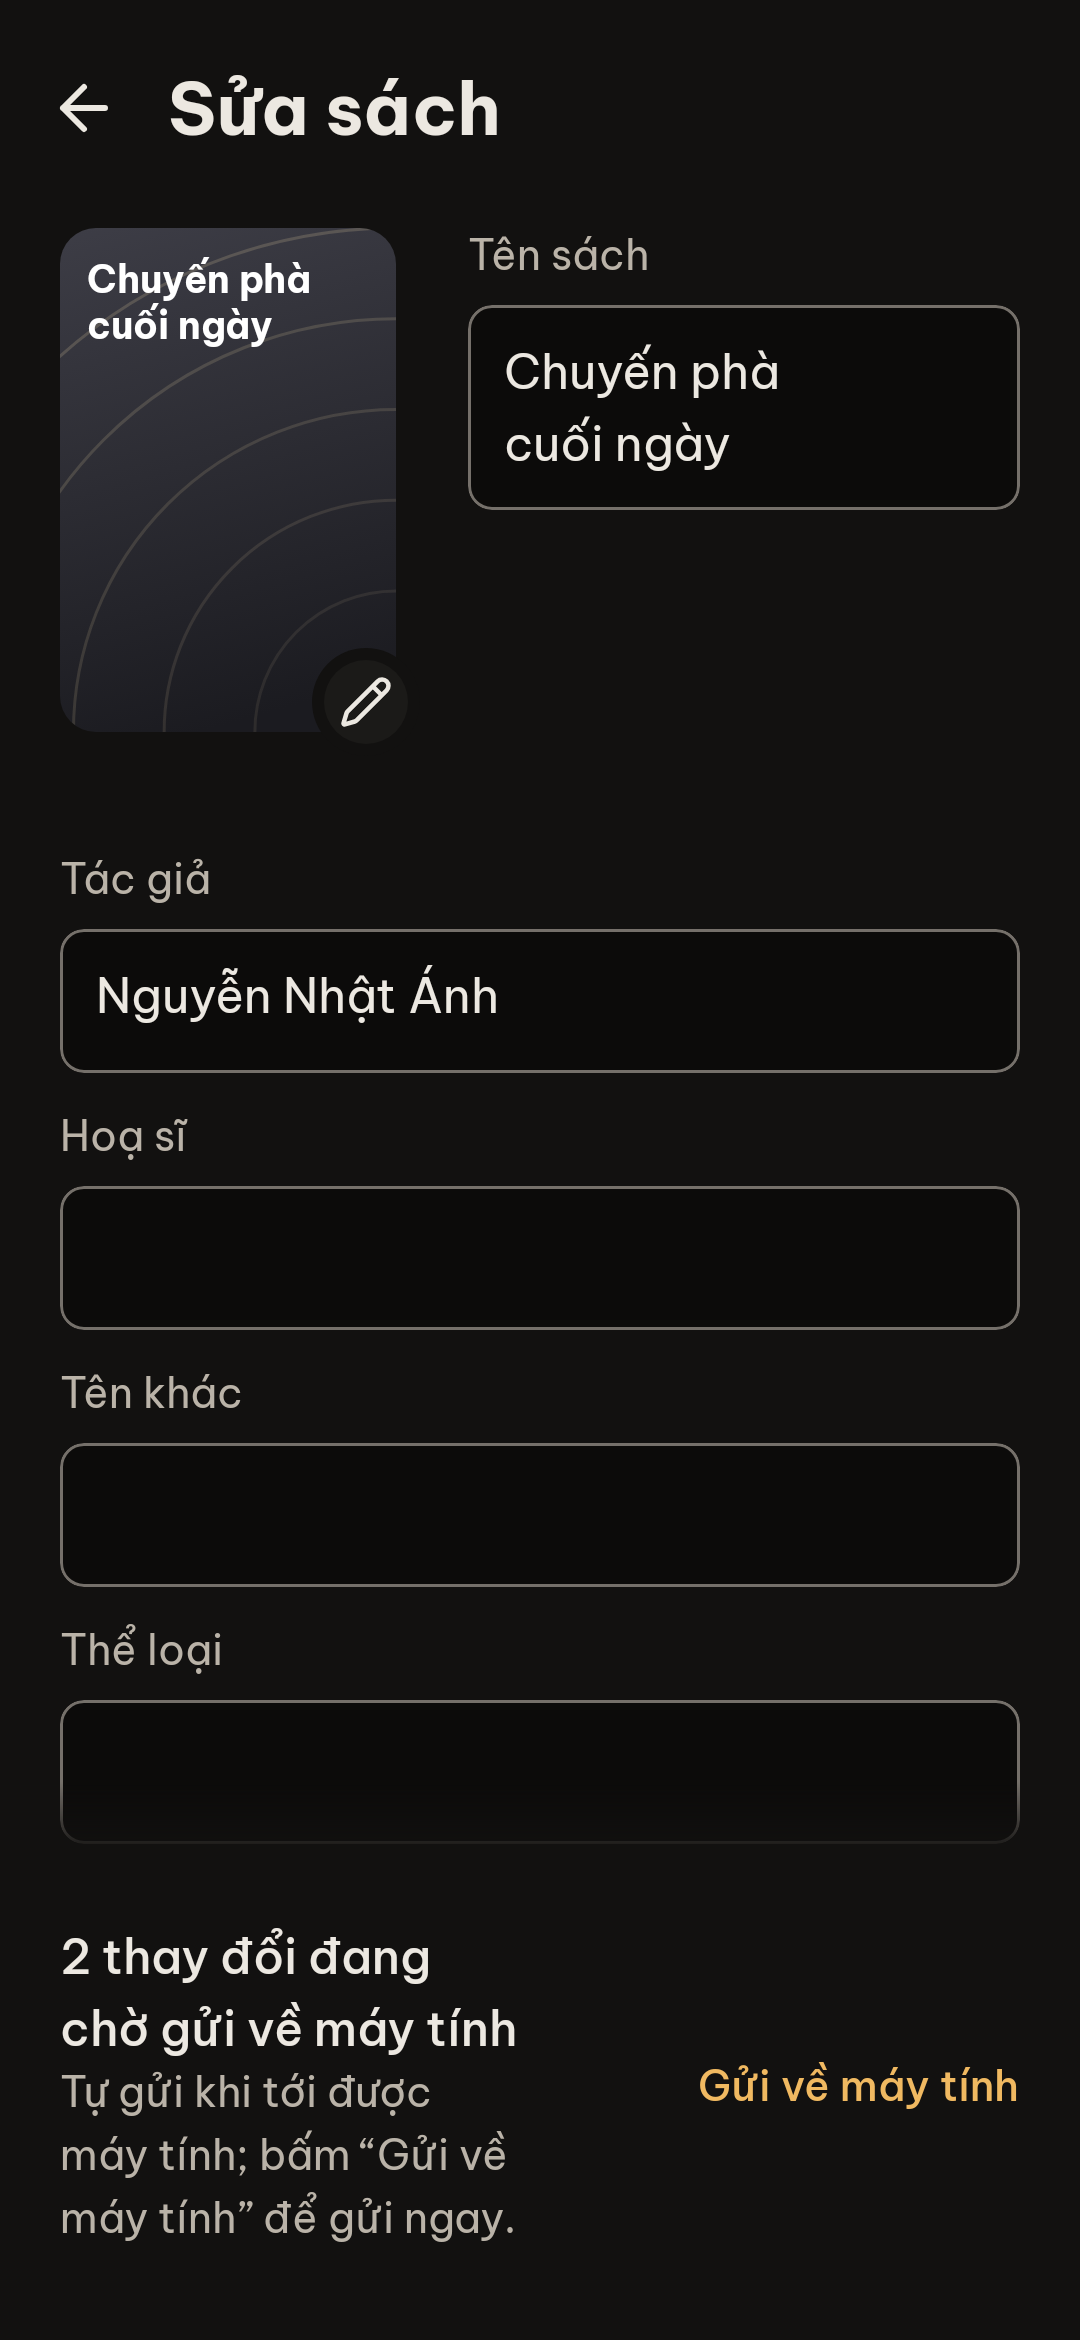 Sửa sách
Chuyến phà
cuối ngày
Tên sách
Chuyến phà
cuối ngày
Tác giả
Nguyễn Nhật Ánh
Hoạ sĩ
Tên khác
Thể loại
2 thay đổi đang
chờ gửi về máy tính
Tự gửi khi tới được
máy tính; bấm “Gửi về
máy tính” để gửi ngay.
Gửi về máy tính